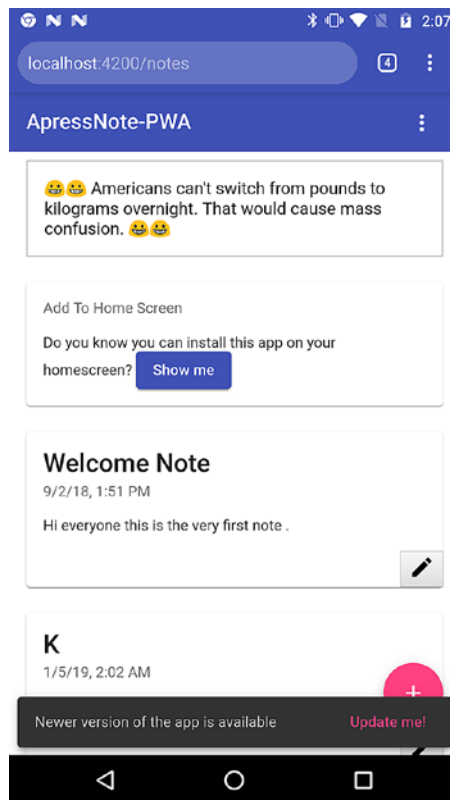 2:07
localhost:4200/notes
4
ApressNote-PWA
😀😀 Americans can't switch from pounds to
kilograms overnight. That would cause mass
confusion. 😀😀
Add To Home Screen
Do you know you can install this app on your
homescreen? Show me
Welcome Note
9/2/18, 1:51 PM
Hi everyone this is the very first note .
K
1/5/19, 2:02 AM
+
Newer version of the app is available Update me!